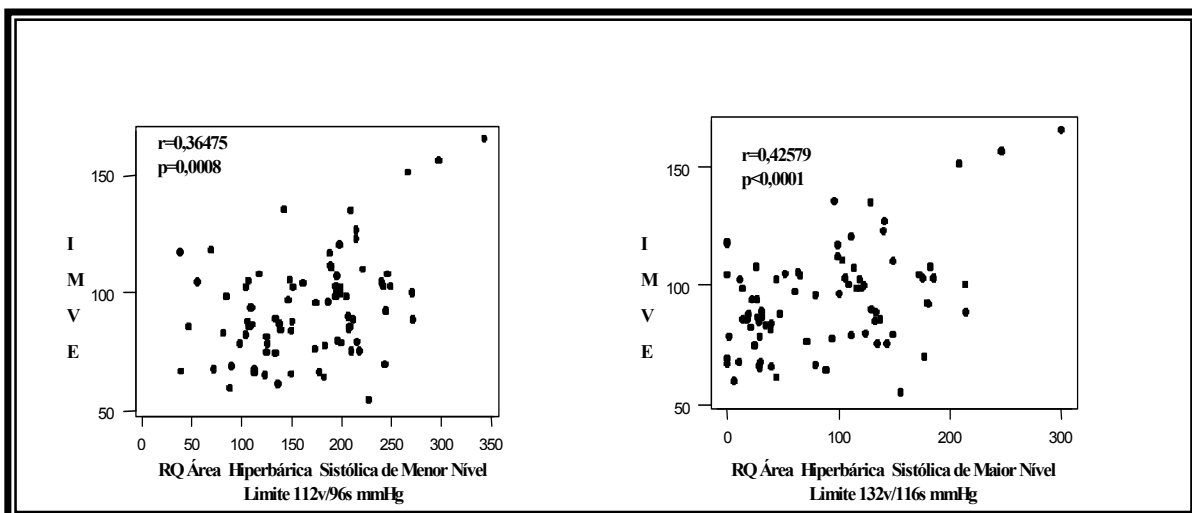 r=0,36475
p=0,0008
150
100
50
I
M
V
E
0 50 100 150 200 250 300 350
RQ Área Hiperbárica Sistólica de Menor Nível
Limite 112v/96s mmHg
r=0,42579
p<0,0001
150
100
50
I
M
V
E
0 100 200 300
RQ Área Hiperbárica Sistólica de Maior Nível
Limite 132v/116s mmHg